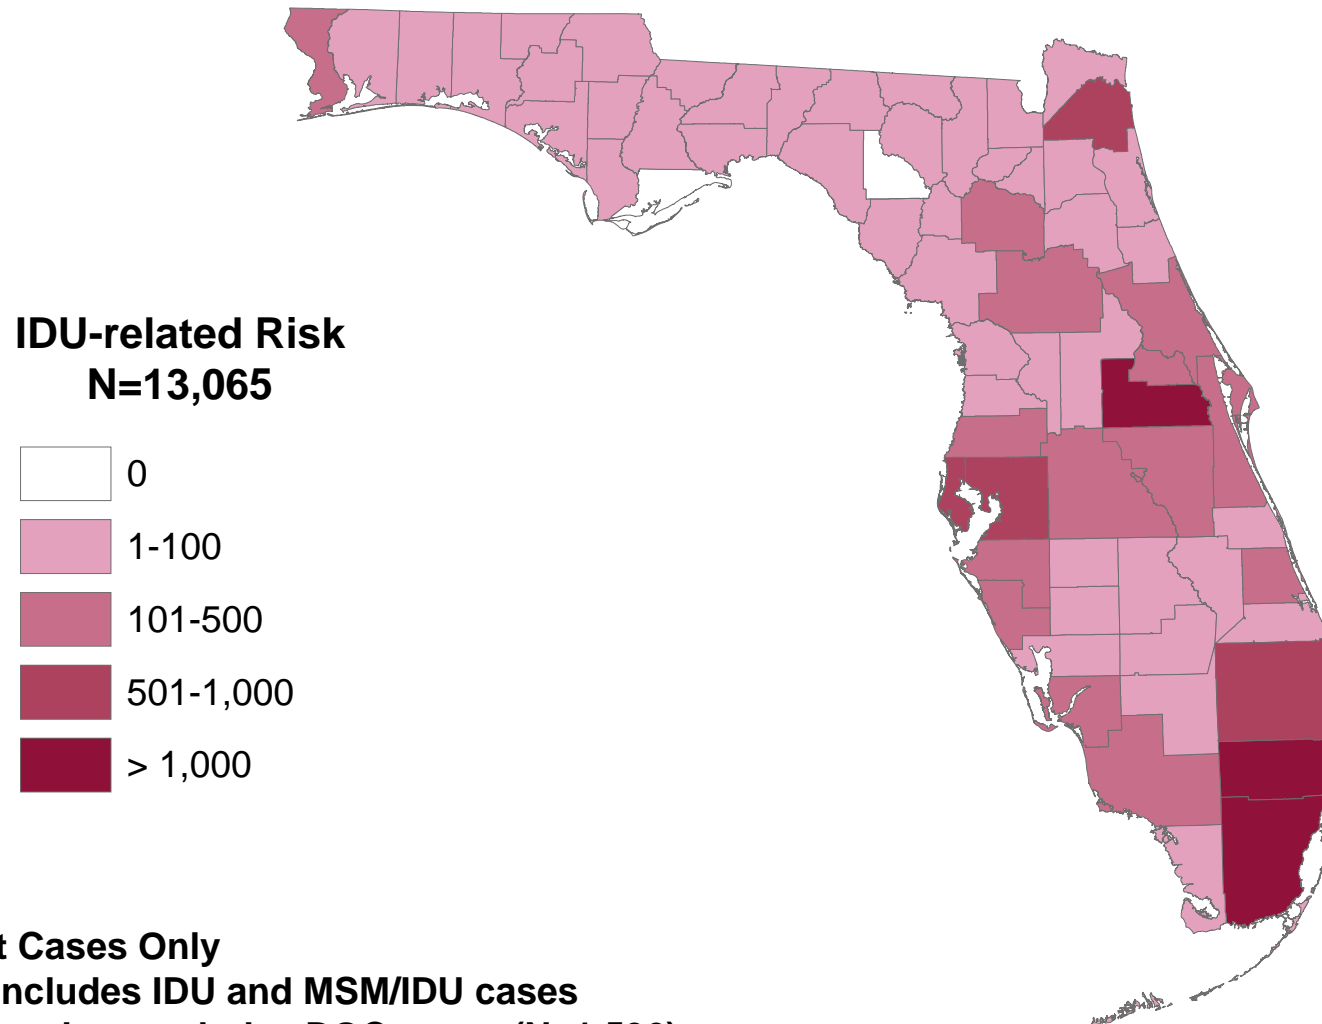 IDU-related Risk
N=13,065
0
1-100
101-500
501-1,000
> 1,000
Cases Only
IDU and MSM/IDU cases